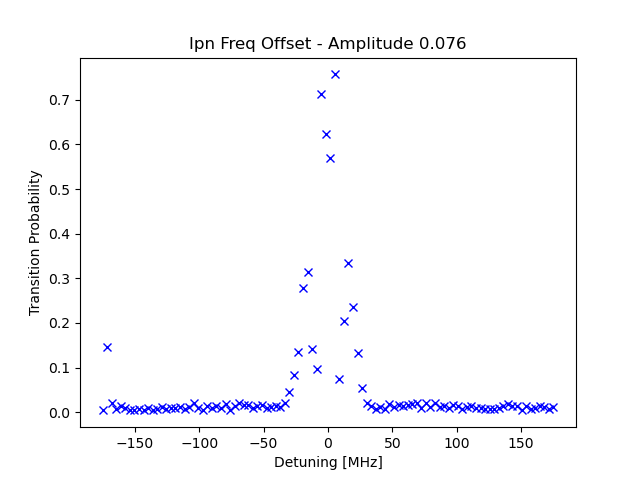 Ipn Freq Offset - Amplitude 0.076
Transition Probability
0.7
0.6
0.5
0.4
0.3
0.2
0.1
0.0
−150 −100 −50 0 50 100 150
Detuning [MHz]